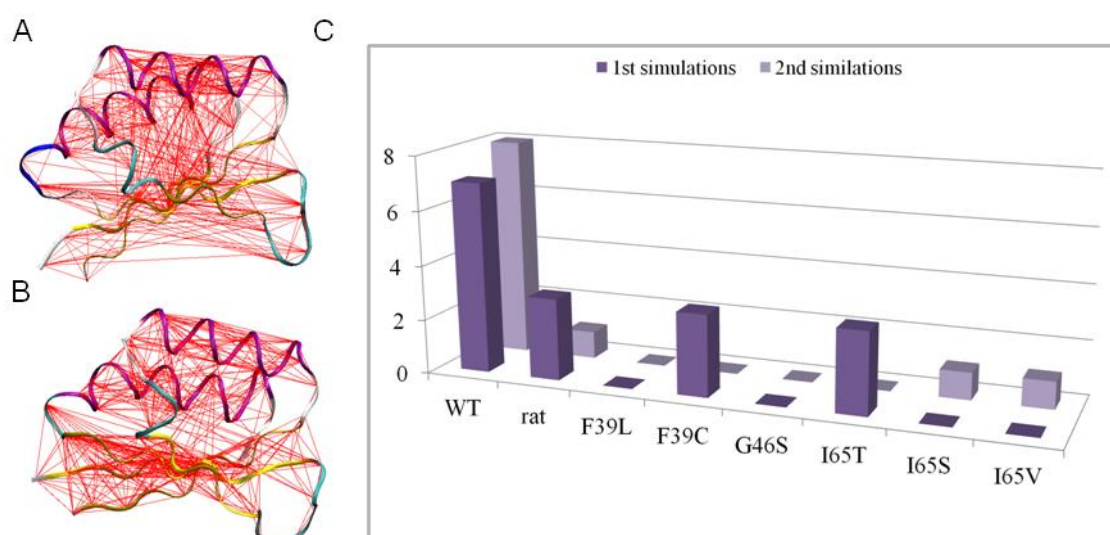 A
B
C
1st simulations 2nd similations
8
6
4
2
0
WT rat F39L F39C G46S I65T I65S I65V